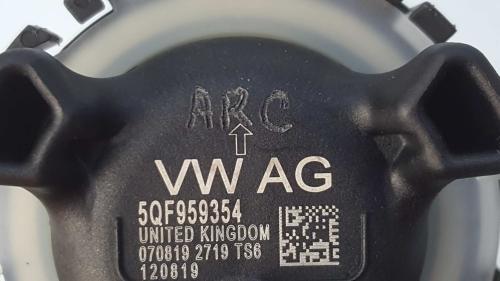 ARC
VW AG
5QF959354
UNITED KINGDOM
070819 2719 TS6
120819